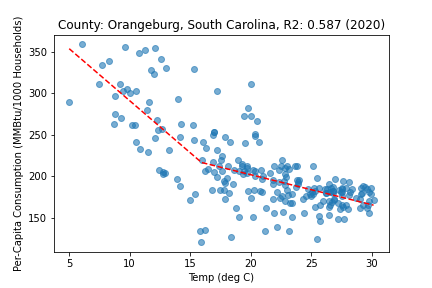 County: Orangeburg, South Carolina, R2: 0.587 (2020)
Per-Capita Consumption (MMBtu/1000 Households)
350
300
250
200
150
5 10 15 20 25 30
Temp (deg C)